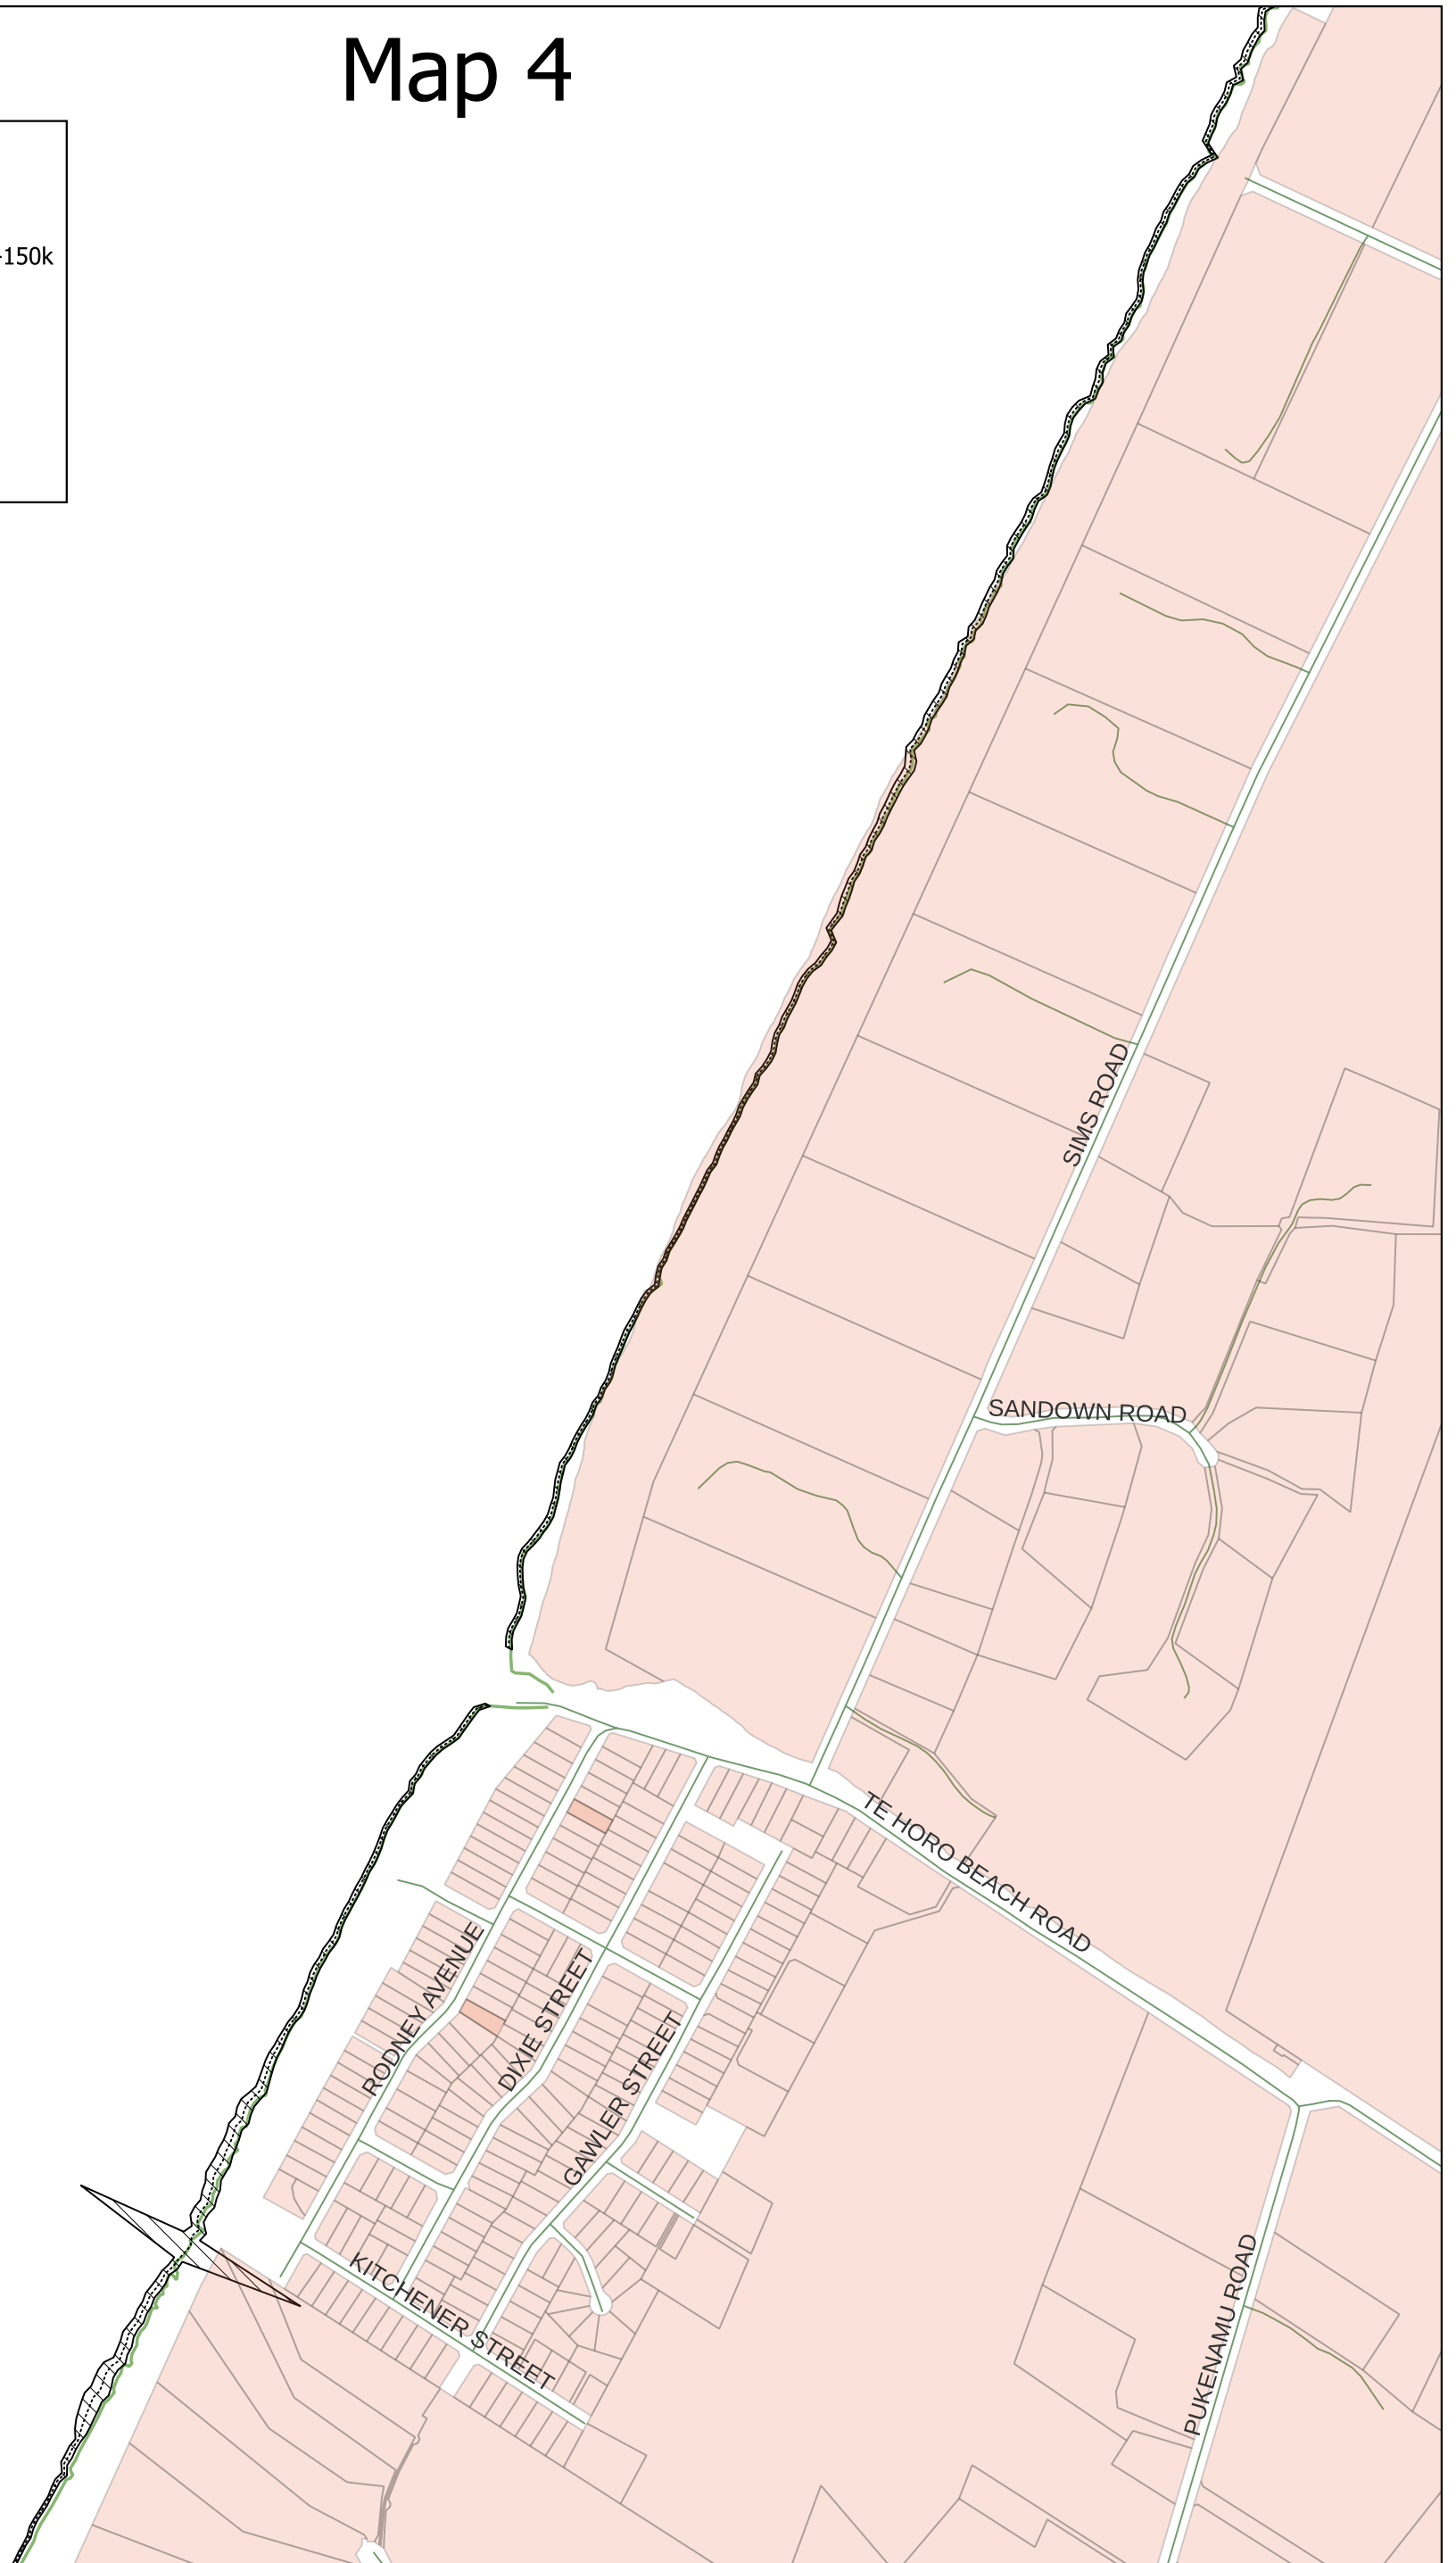 Map 4
-150k
SIMS ROAD
SANDOWN ROAD
TE HORO BEACH ROAD
RODNEY AVENUE
DIXIE STREET
GAWLER STREET
KITCHENER STREET
PUKENAMU ROAD